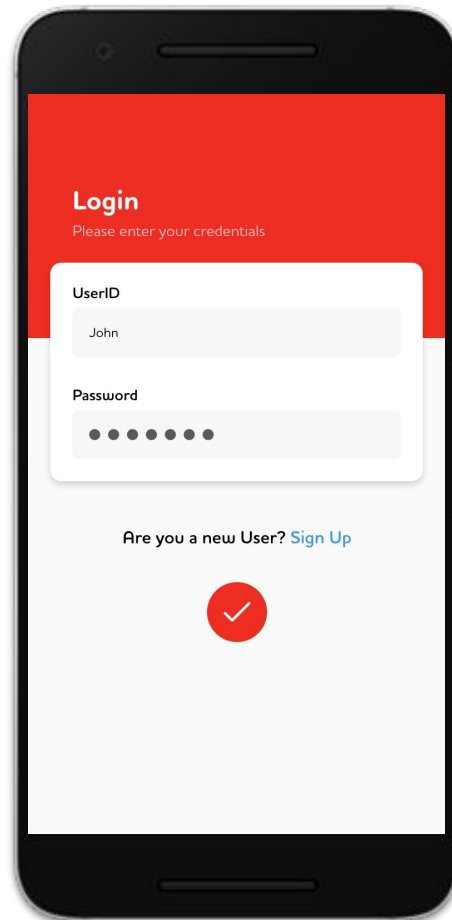 Login
Please enter your credentials
UserID
John
Password
Are you a new User? Sign Up